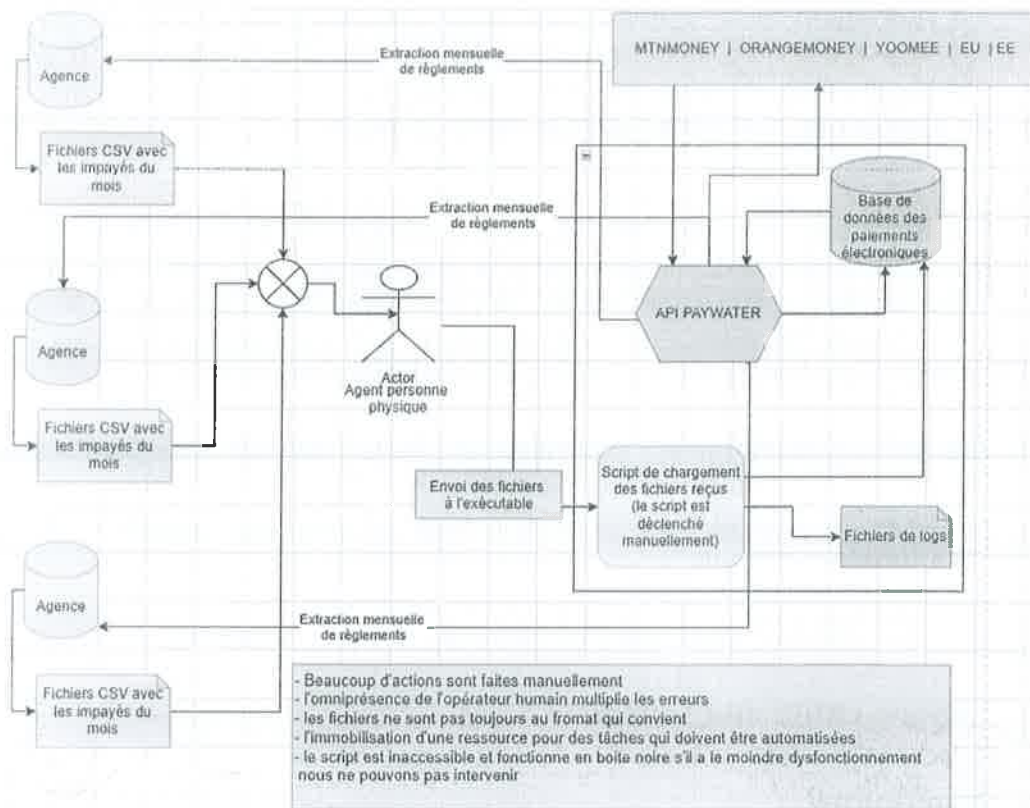 MTNMONEY | ORANGEMONEY | YOOMEE | EU | EE
Extraction mensuelle
de règlements
Agence
Fichiers CSV avec
les impayés du
mois
Extraction mensuelle
de règlements
Base de
données des
paiements
électroniques
API PAYWATER
Agence
Actor
Agent personne
physique
Fichiers CSV avec
les impayés du
mois
Envoi des fichiers
à l'exécutable
Script de chargement
des fichiers reçus
(le script est
déclenché
manuellement)
Fichiers de logs
Agence
Extraction mensuelle
de règlements
Fichiers CSV avec
les impayés du
mois
- Beaucoup d'actions sont faites manuellement
- l'omniprésence de l'opérateur humain multiplie les erreurs
- les fichiers ne sont pas toujours au fromat qui convient
- l'immobilisation d'une ressource pour des tâches qui doivent être automatisées
- le script est inaccessible et fonctionne en boite noire s'il a le moindre dysfonctionnement
nous ne pouvons pas intervenir